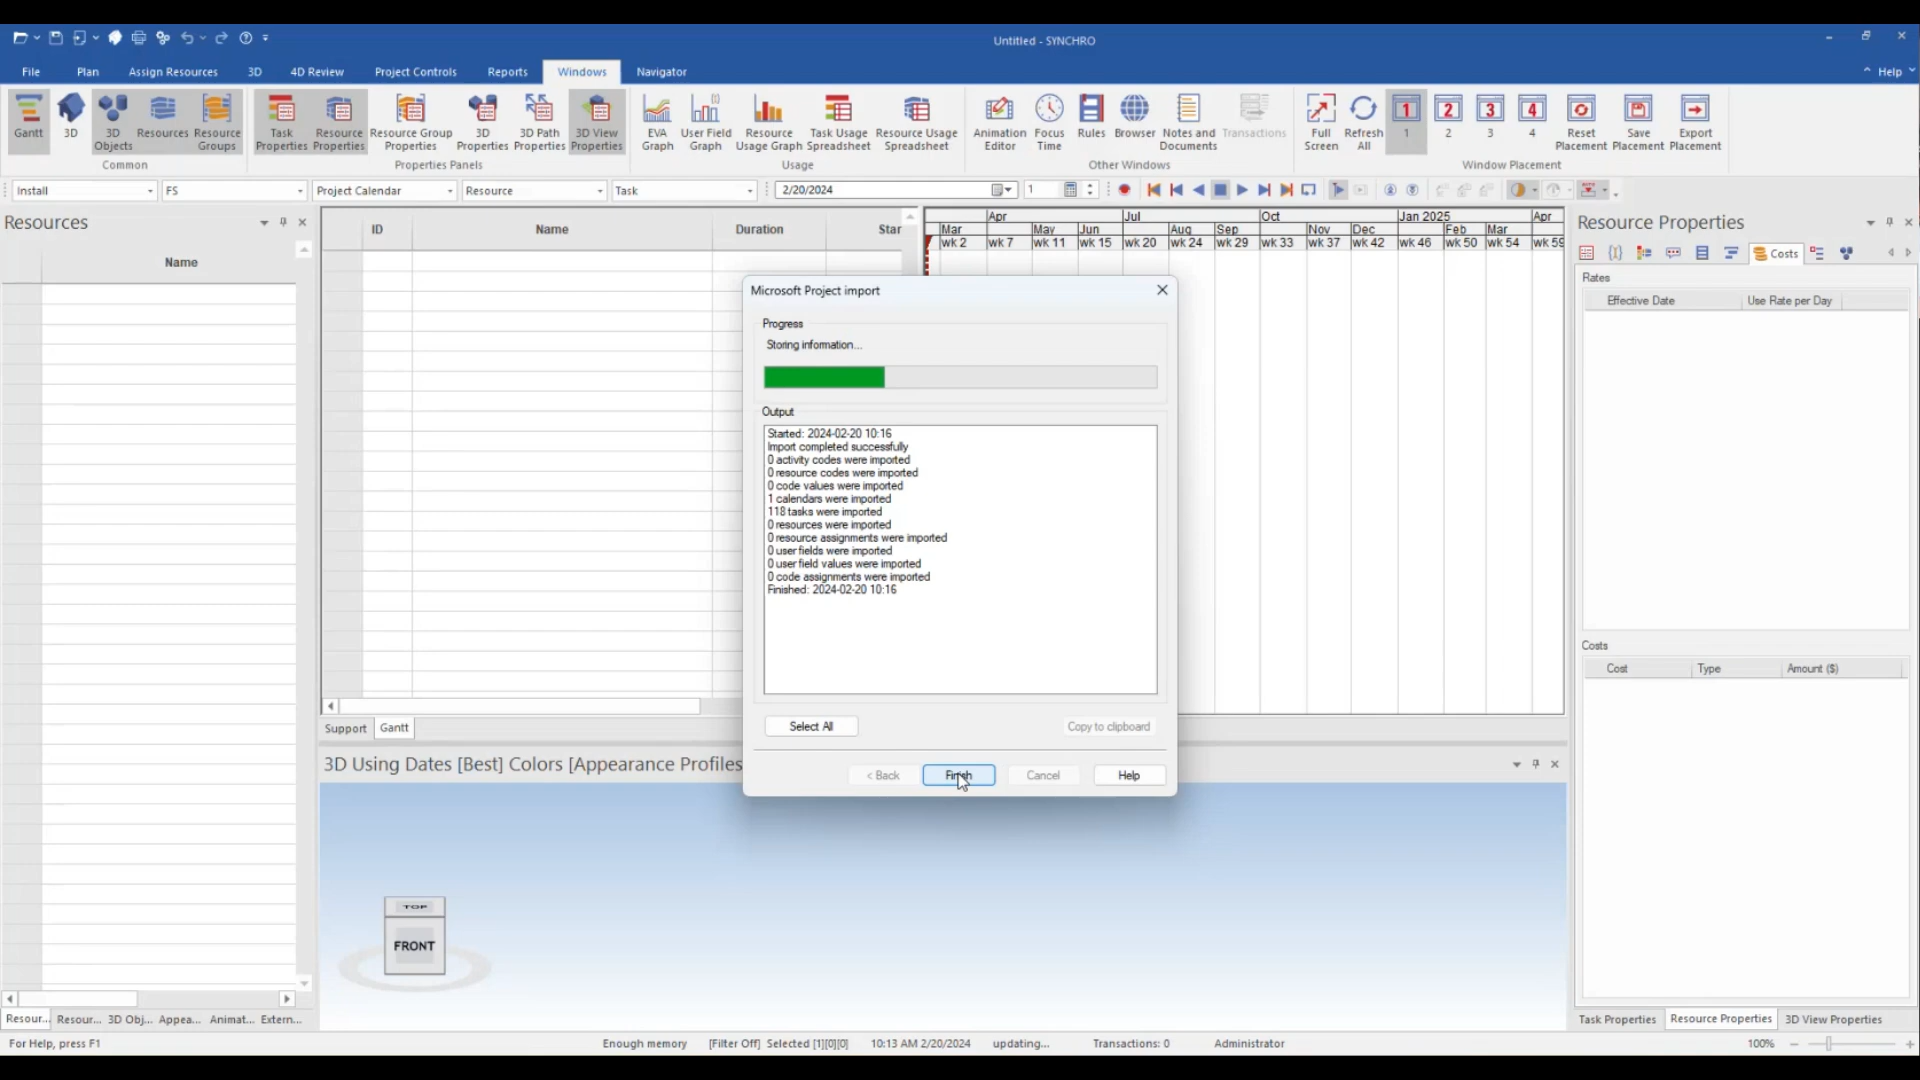 Untitled - SYNCHRO
File Plan Assign Resources 3D 4D Review Project Controls Reports Windows Navigator Help
Gantt 3D 3D Objects Resources Resource Groups
Task Properties Resource Properties Resource Group Properties 3D Properties 3D Path Properties 3D View Properties
EVA Graph User Field Graph Resource Usage Graph Task Usage Spreadsheet Resource Usage Spreadsheet
Animation Editor Focus Time Rules Browser Notes and Documents Transactions
Full Screen Refresh All 1 1 2 2 3 3 4 4 Reset Placement Save Placement Export Placement
Common Properties Panels Usage Other Windows Window Placement
Install FS Project Calendar Resource Task 2/20/2024 1
Resources
Name
ID Name Duration Star
Apr Jul Oct Jan 2025 Apr
Mar May Jun Aug Sep Nov Dec Feb Mar
wk 2 wk 7 wk 11 wk 15 wk 20 wk 24 wk 29 wk 33 wk 37 wk 42 wk 46 wk 50 wk 54 wk 59
Resource Properties
Costs
Rates
Effective Date Use Rate per Day
Costs
Cost Type Amount ($)
Microsoft Project import
Progress
Storing information...
Output
Started: 2024-02-20 10:16
Import completed successfully
0 activity codes were imported
0 resource codes were imported
0 code values were imported
1 calendars were imported
118 tasks were imported
0 resources were imported
0 resource assignments were imported
0 user fields were imported
0 user field values were imported
0 code assignments were imported
Finished: 2024-02-20 10:16
Select All Copy to clipboard
< Back Finish Cancel Help
Support Gantt
3D Using Dates [Best] Colors [Appearance Profiles
TOP
FRONT
Resour... Resour... 3D Obj... Appea... Animat... Extern...
Task Properties Resource Properties 3D View Properties
For Help, press F1 Enough memory [Filter Off] Selected [1][0][0] 10:13 AM 2/20/2024 updating... Transactions: 0 Administrator 100%